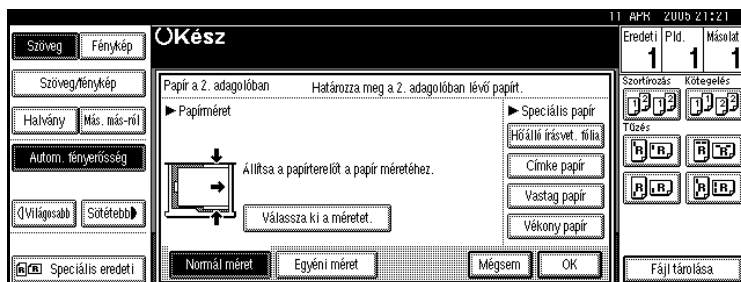 11 APR 2005 21:21
Szöveg
Fénykép
Szöveg/fénykép
Halvány
Más. más-ról
Autom. fényerősség
Világosabb
Sötétebb
Speciális eredeti
Kész
Papír a 2. adagolóban
Határozza meg a 2. adagolóban lévő papírt.
Papírméret
Állítsa a papírterelőt a papír méretéhez.
Válassza ki a méretet.
Speciális papír
Hőálló írásvet. fólia
Címke papír
Vastag papír
Vékony papír
Normál méret
Egyéni méret
Mégsem
OK
Eredeti Pld. Másolat
1 1 1
Szortírozás Kötegelés
Tűzés
Fájl tárolása